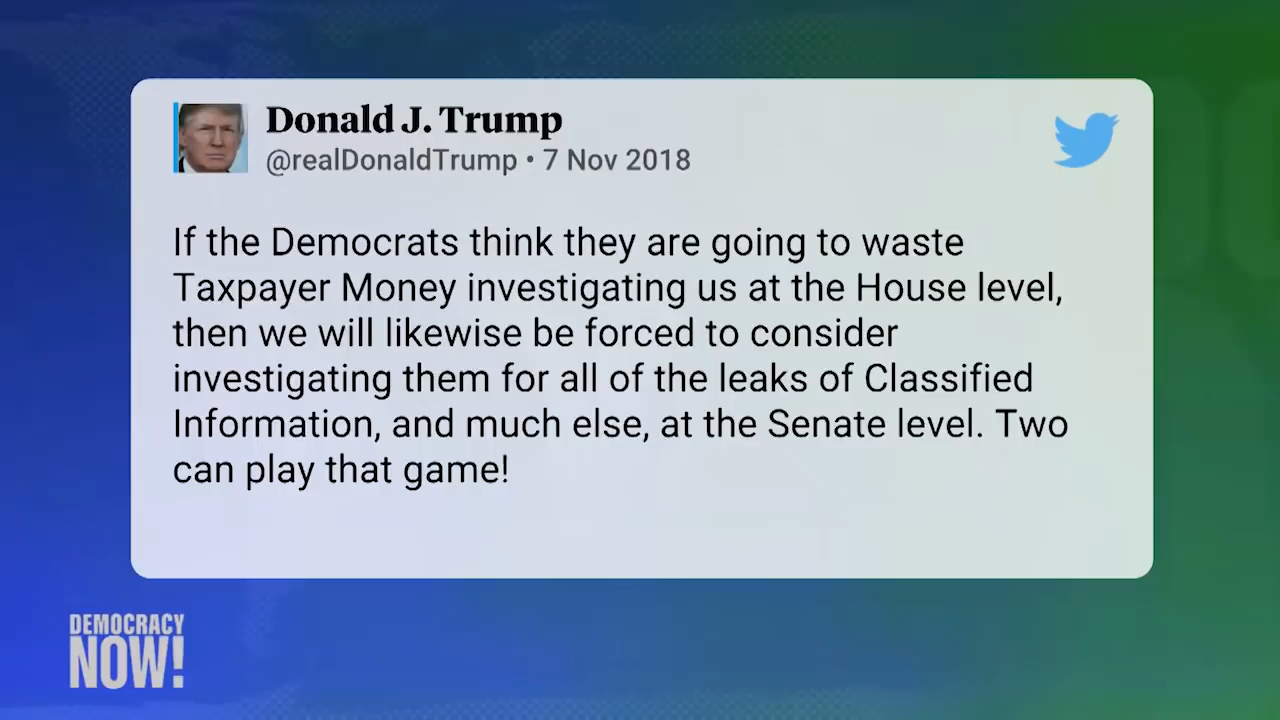 Donald J. Trump
@realDonaldTrump • 7 Nov 2018
If the Democrats think they are going to waste
Taxpayer Money investigating us at the House level,
then we will likewise be forced to consider
investigating them for all of the leaks of Classified
Information, and much else, at the Senate level. Two
can play that game!
DEMOCRACY
NOW!